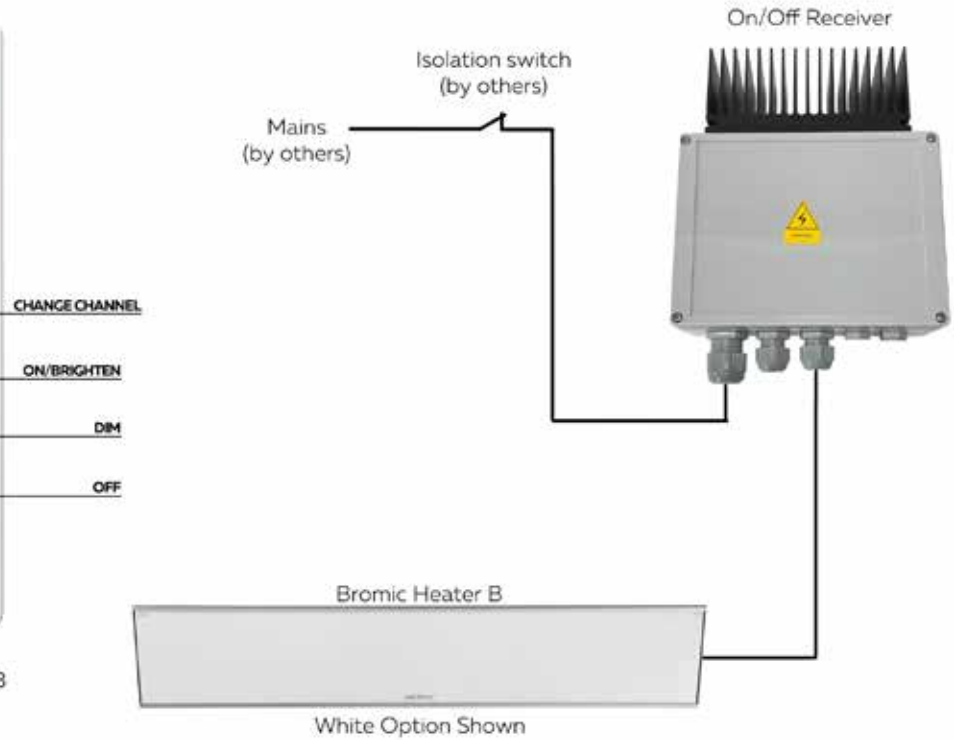 On/Off Receiver
Isolation switch
(by others)
Mains
(by others)
CHANGE CHANNEL
ON/BRIGHTEN
DIM
OFF
Bromic Heater B
White Option Shown